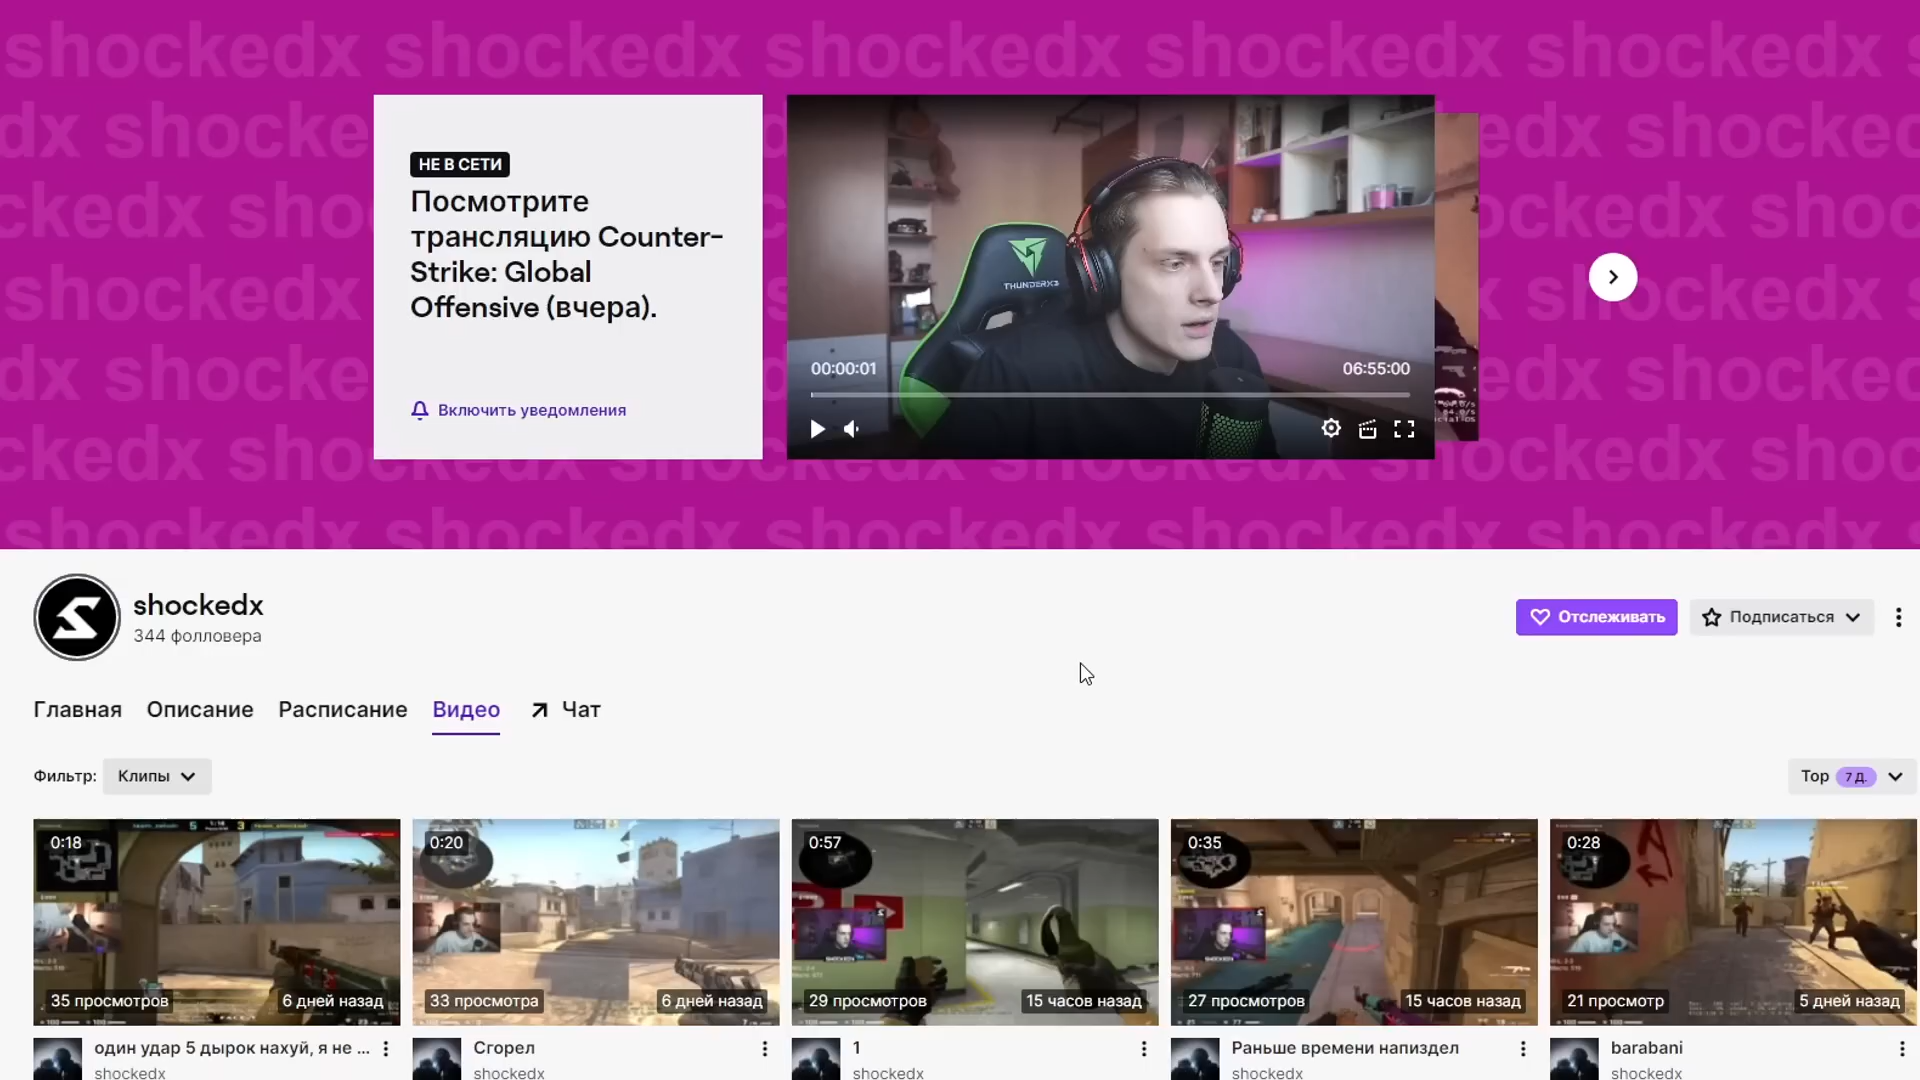 shockedx shockedx shockedx shockedx shockedx
НЕ В СЕТИ
Посмотрите
трансляцию Counter-
Strike: Global
Offensive (вчера).
Включить уведомления
THUNDERX3
00:00:01
06:55:00
shockedx
344 фолловера
Отслеживать
Подписаться
Главная
Описание
Расписание
Видео
Чат
Фильтр:
Клипы
Top
7 д.
0:18
35 просмотров
6 дней назад
0:20
33 просмотра
6 дней назад
0:57
29 просмотров
15 часов назад
0:35
27 просмотров
15 часов назад
0:28
21 просмотр
5 дней назад
один удар 5 дырок нахуй, я не ...
shockedx
Сгорел
shockedx
1
shockedx
Раньше времени напиздел
shockedx
barabani
shockedx